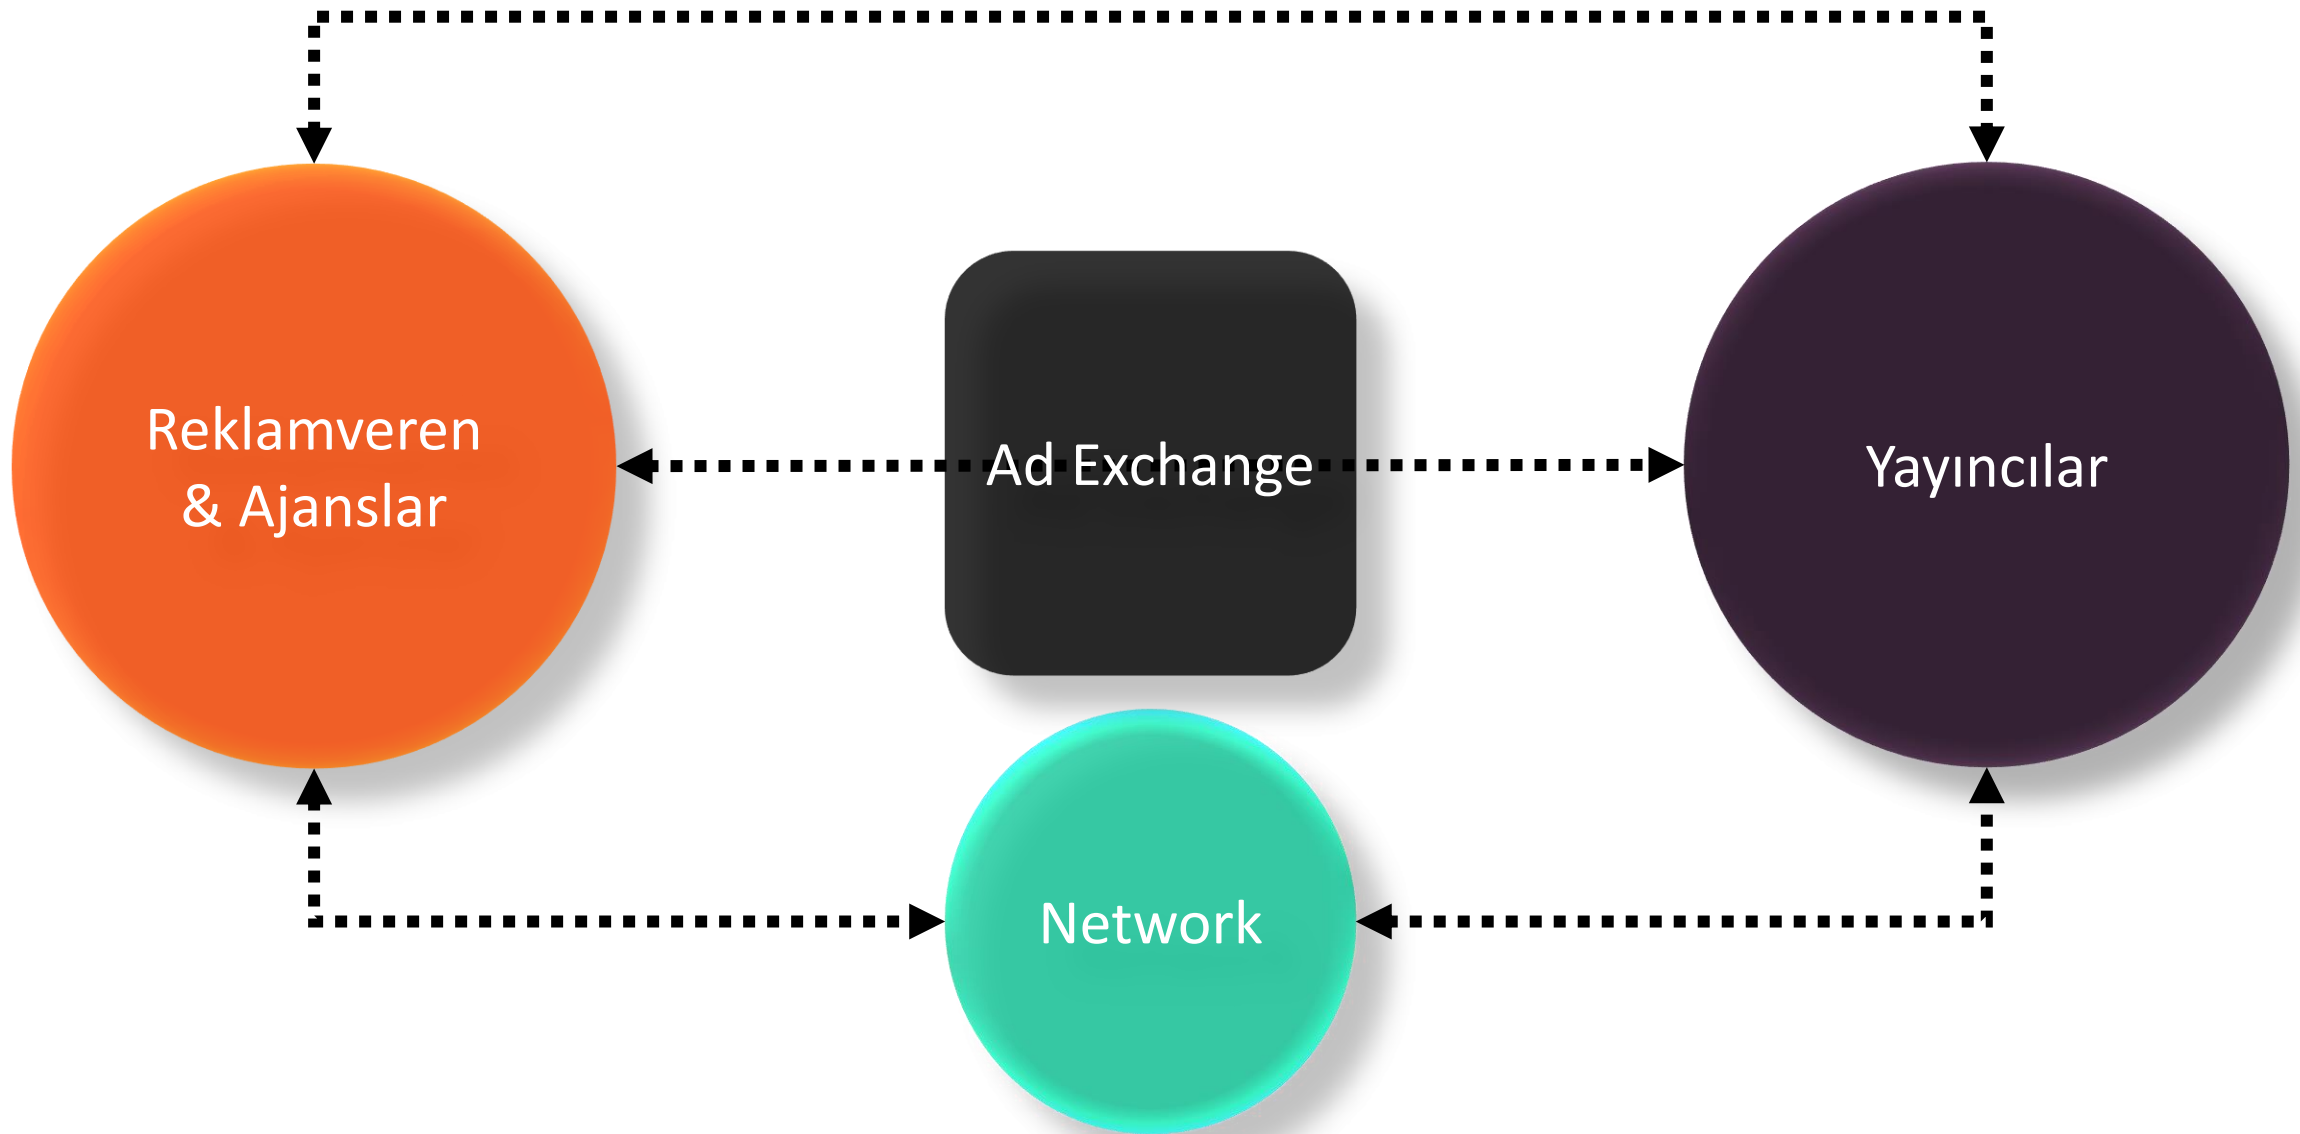 Reklamveren
& Ajanslar
Ad Exchange
Yayıncılar
Network